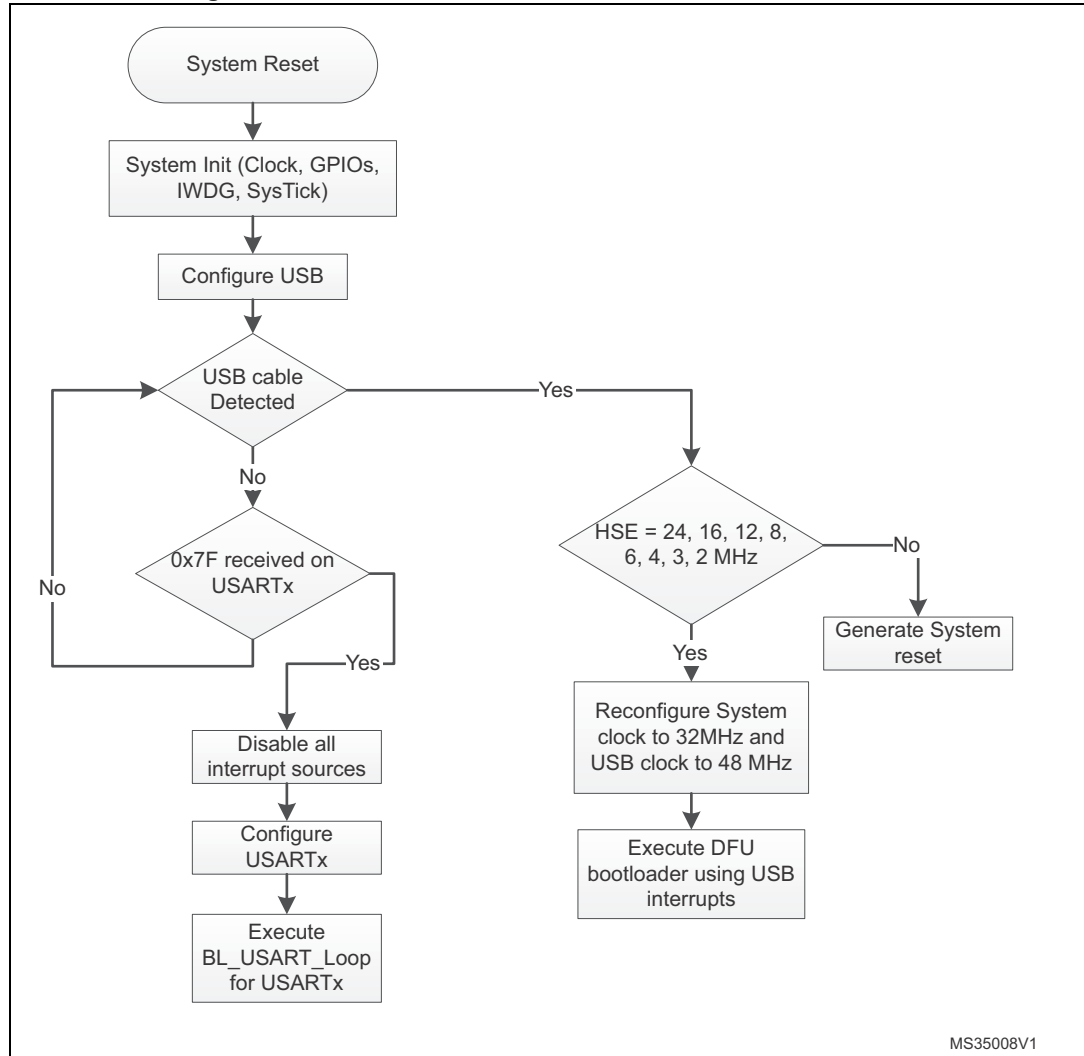 System Reset
System Init (Clock, GPIOs,
IWDG, SysTick)
Configure USB
USB cable
Detected
Yes
No
HSE = 24, 16, 12, 8,
6, 4, 3, 2 MHz
No
0x7F received on
USARTx
No
Generate System
reset
Yes
Yes
Reconfigure System
clock to 32MHz and
USB clock to 48 MHz
Disable all
interrupt sources
Configure
USARTx
Execute DFU
bootloader using USB
interrupts
Execute
BL_USART_Loop
for USARTx
MS35008V1